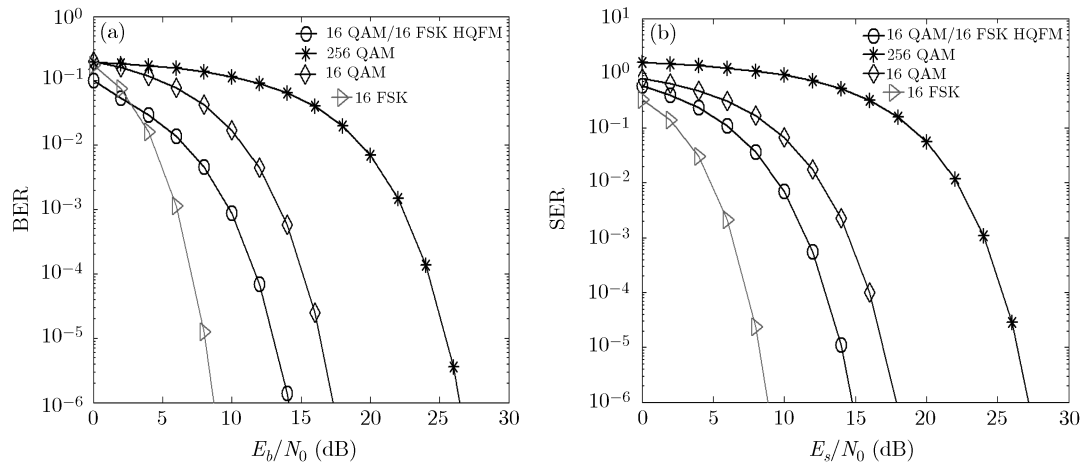 (a)
16 QAM/16 FSK HQFM
256 QAM
16 QAM
16 FSK
BER
10^0
10^-1
10^-2
10^-3
10^-4
10^-5
10^-6
0 5 10 15 20 25 30
E_b/N_0 (dB)
(b)
16 QAM/16 FSK HQFM
256 QAM
16 QAM
16 FSK
SER
10^1
10^0
10^-1
10^-2
10^-3
10^-4
10^-5
10^-6
0 5 10 15 20 25 30
E_s/N_0 (dB)